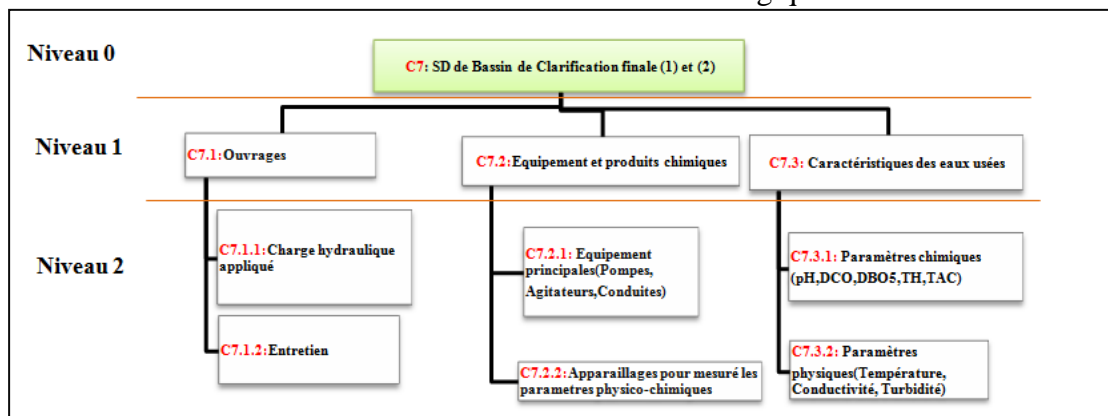 Niveau 0
C7: SD de Bassin de Clarification finale (1) et (2)
Niveau 1
C7.1:Ouvrages
C7.2:Equipement et produits chimiques
C7.3: Caractéristiques des eaux usées
Niveau 2
C7.1.1:Charge hydraulique
appliqué
C7.1.2:Entretien
C7.2.1: Equipement
principales(Pompes,
Agitateurs,Conduites)
C7.2.2: Apparaillages pour mesuré les
parametres physico-chimiques
C7.3.1: Paramètres chimiques
(pH,DCO,DBO5,TH,TAC)
C7.3.2: Paramètres
physiques(Température,
Conductivité, Turbidité)